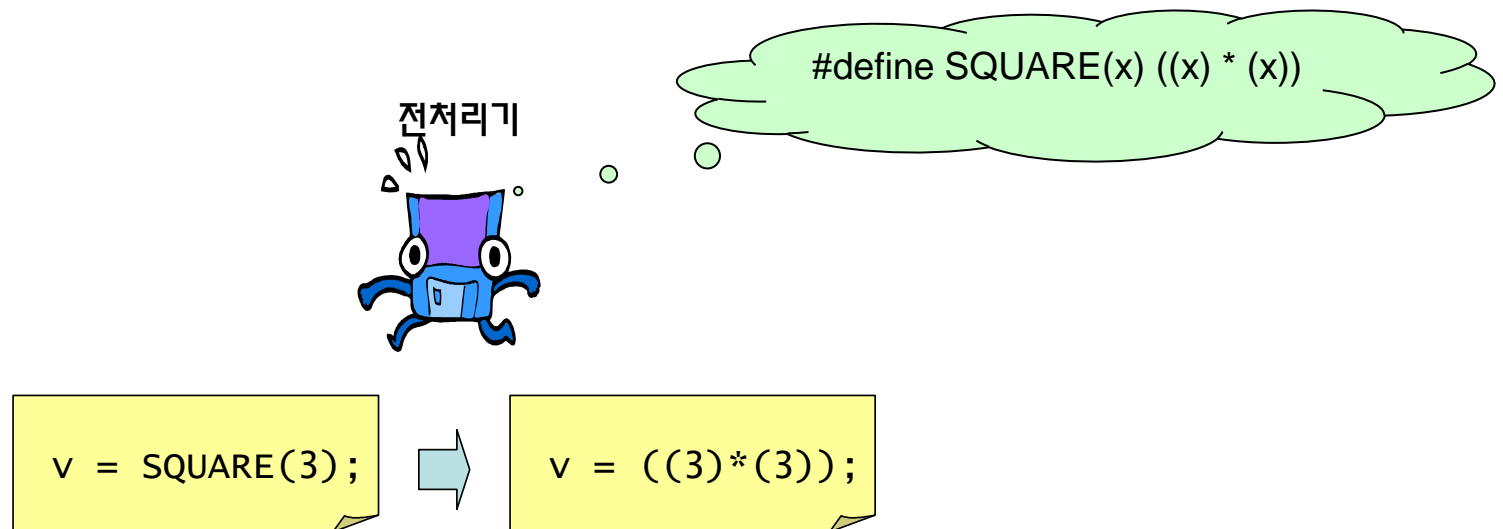 #define SQUARE(x) ((x) * (x))
전처리기
v = SQUARE(3);
v = ((3)*(3));